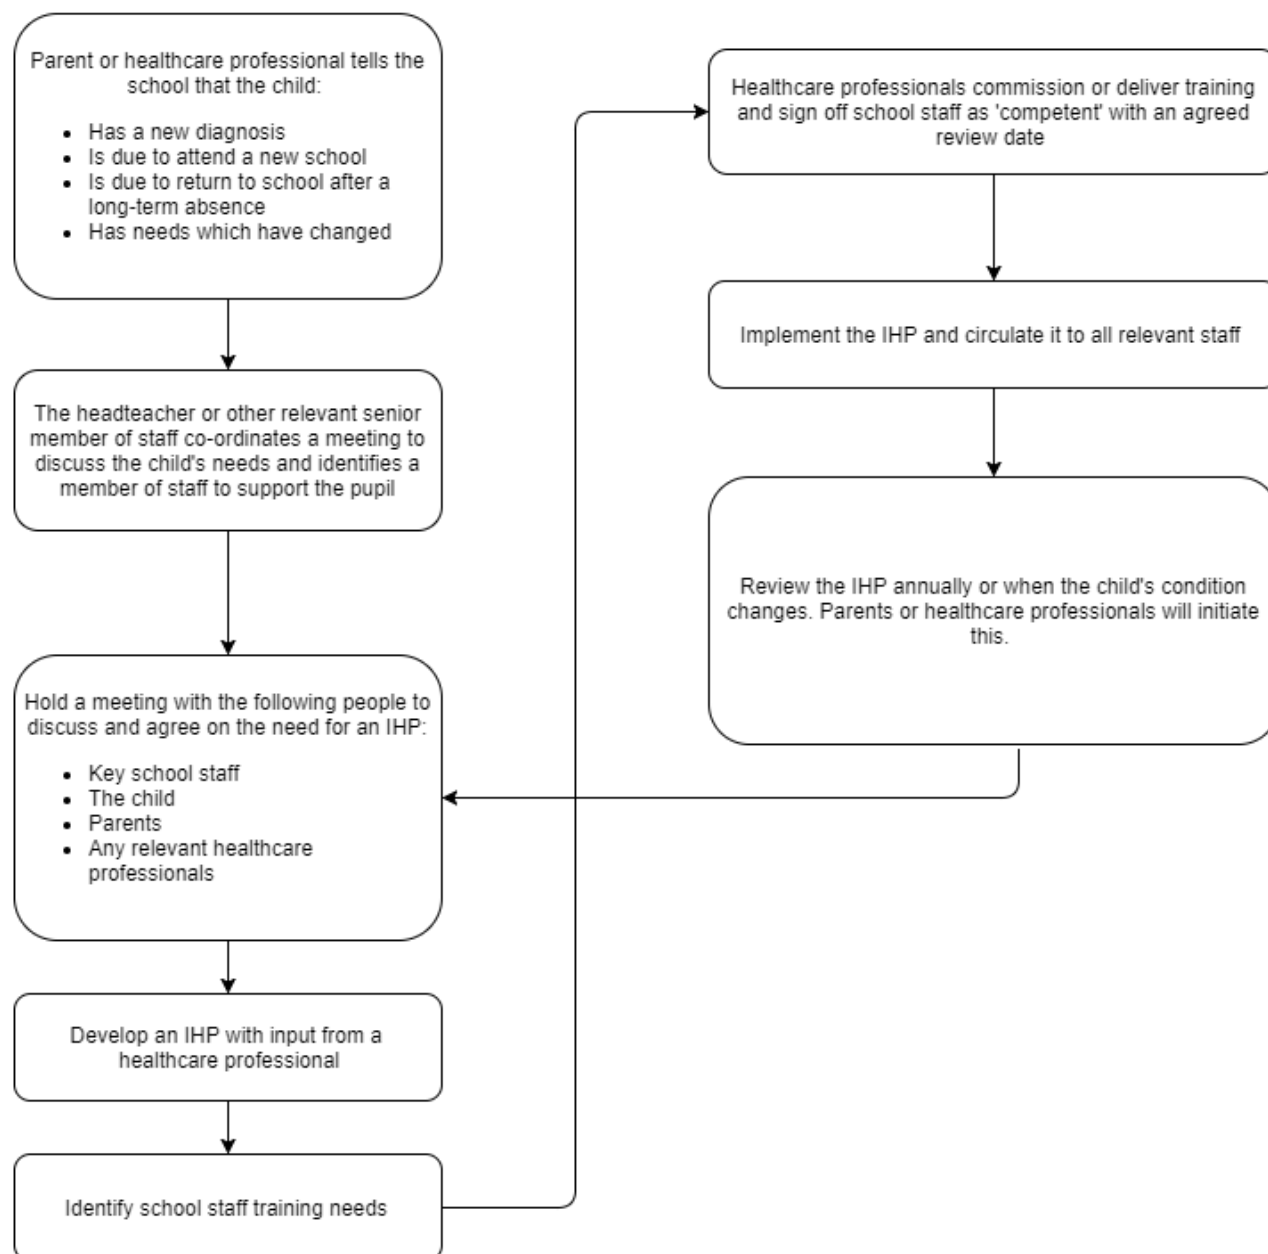 Parent or healthcare professional tells the
school that the child:
• Has a new diagnosis
• Is due to attend a new school
• Is due to return to school after a
long-term absence
• Has needs which have changed
The headteacher or other relevant senior
member of staff co-ordinates a meeting to
discuss the child's needs and identifies a
member of staff to support the pupil
Hold a meeting with the following people to
discuss and agree on the need for an IHP:
• Key school staff
• The child
• Parents
• Any relevant healthcare
professionals
Develop an IHP with input from a
healthcare professional
Identify school staff training needs
Healthcare professionals commission or deliver training
and sign off school staff as 'competent' with an agreed
review date
Implement the IHP and circulate it to all relevant staff
Review the IHP annually or when the child's condition
changes. Parents or healthcare professionals will initiate
this.